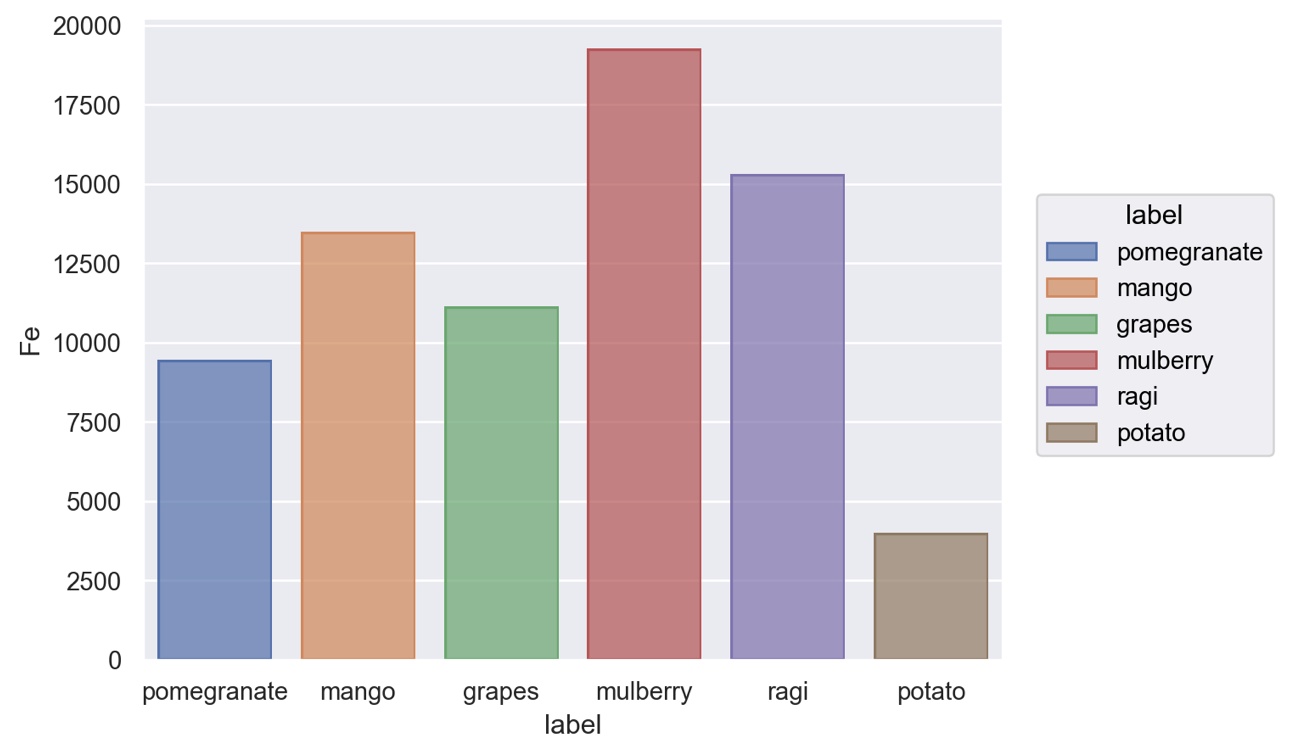 20000
17500
15000
12500
10000
7500
5000
2500
0
Fe
pomegranate mango grapes mulberry ragi potato
label
label
pomegranate
mango
grapes
mulberry
ragi
potato